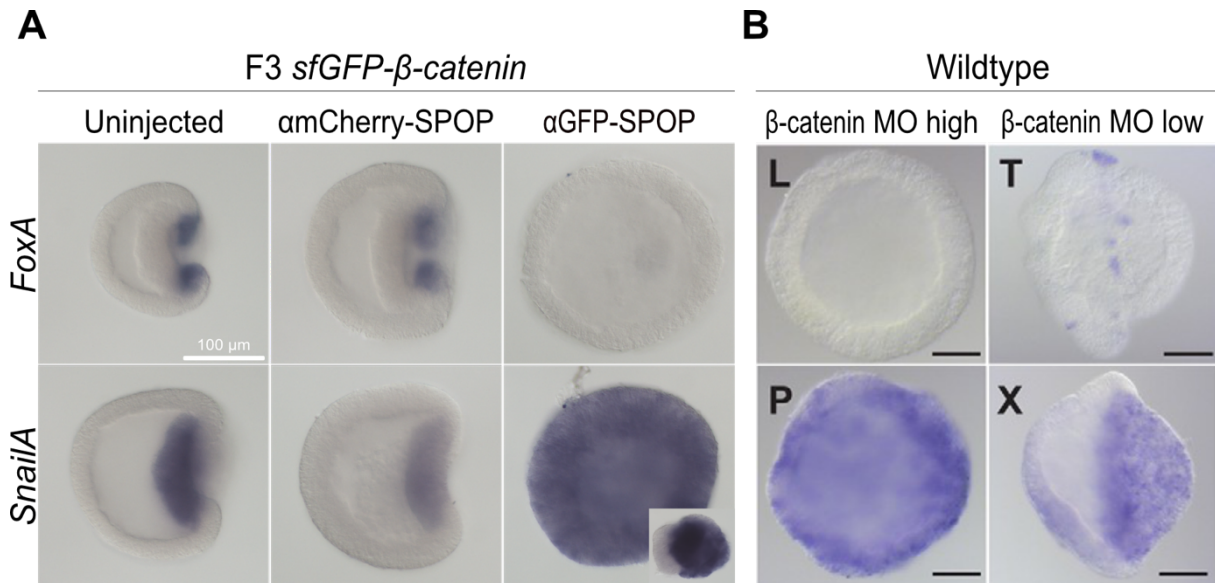 A
B
F3 sfGFP-β-catenin
Wildtype
Uninjected
αmCherry-SPOP
αGFP-SPOP
β-catenin MO high
β-catenin MO low
FoxA
100 µm
L
T
SnailA
P
X